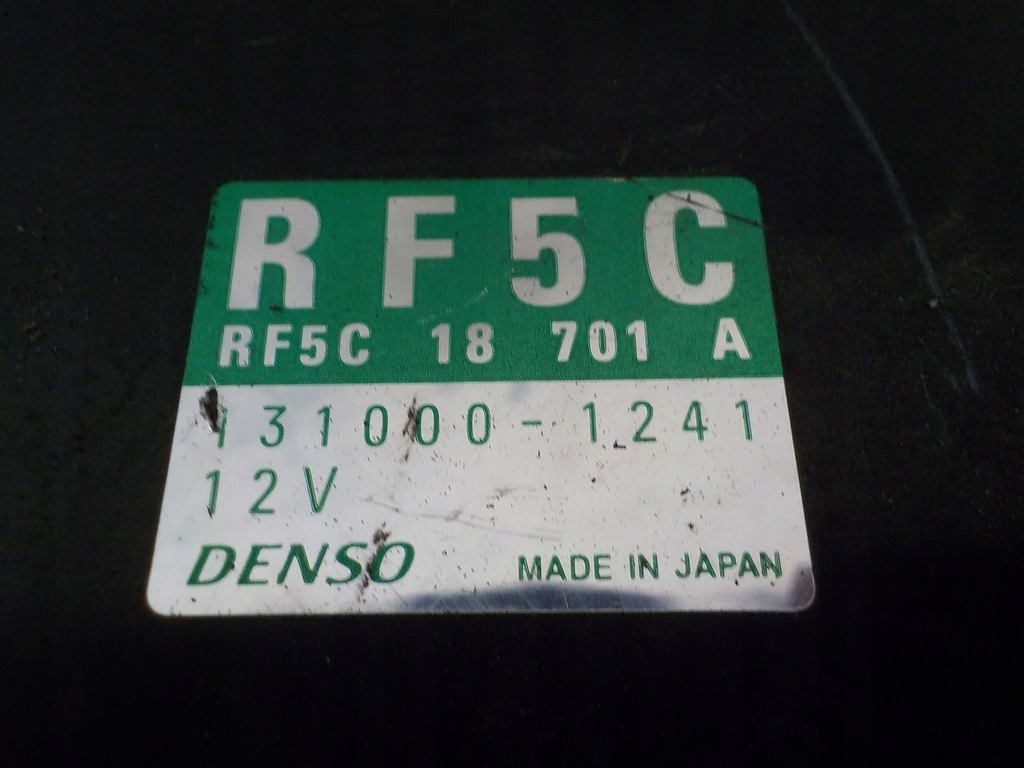 RF5C
RF5C 18 701 A
131000-1241
12V
DENSO MADE IN JAPAN